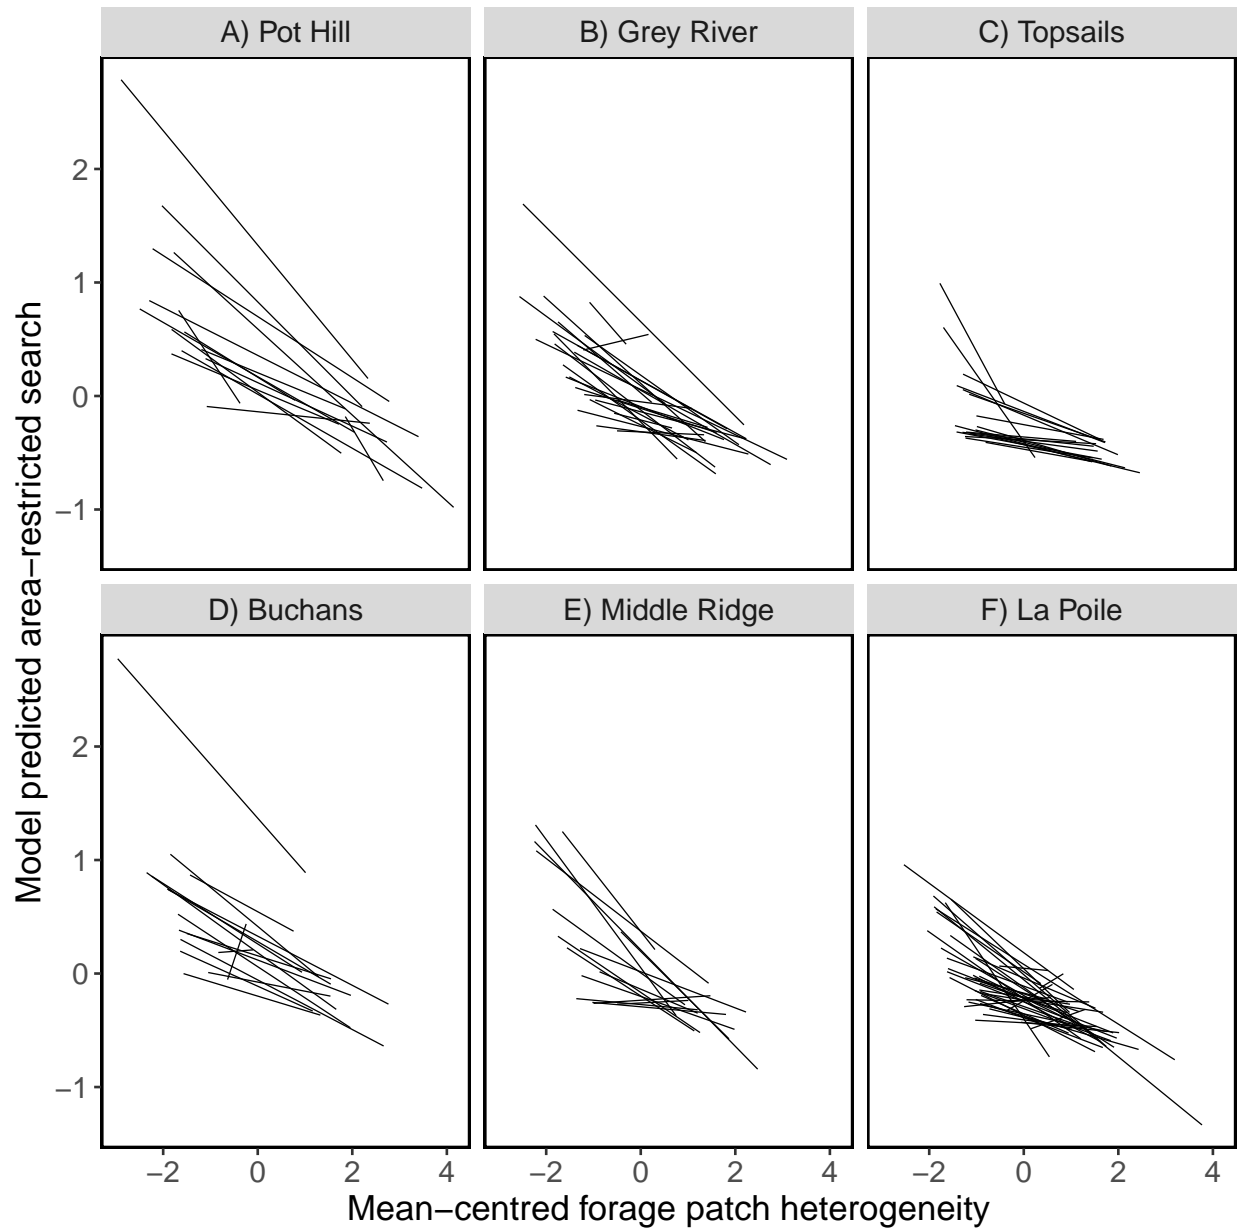 A) Pot Hill
B) Grey River
C) Topsails
2
1
0
−1
D) Buchans
E) Middle Ridge
F) La Poile
2
1
0
−1
−2 0 2 4
−2 0 2 4
−2 0 2 4
Mean−centred forage patch heterogeneity
Model predicted area−restricted search